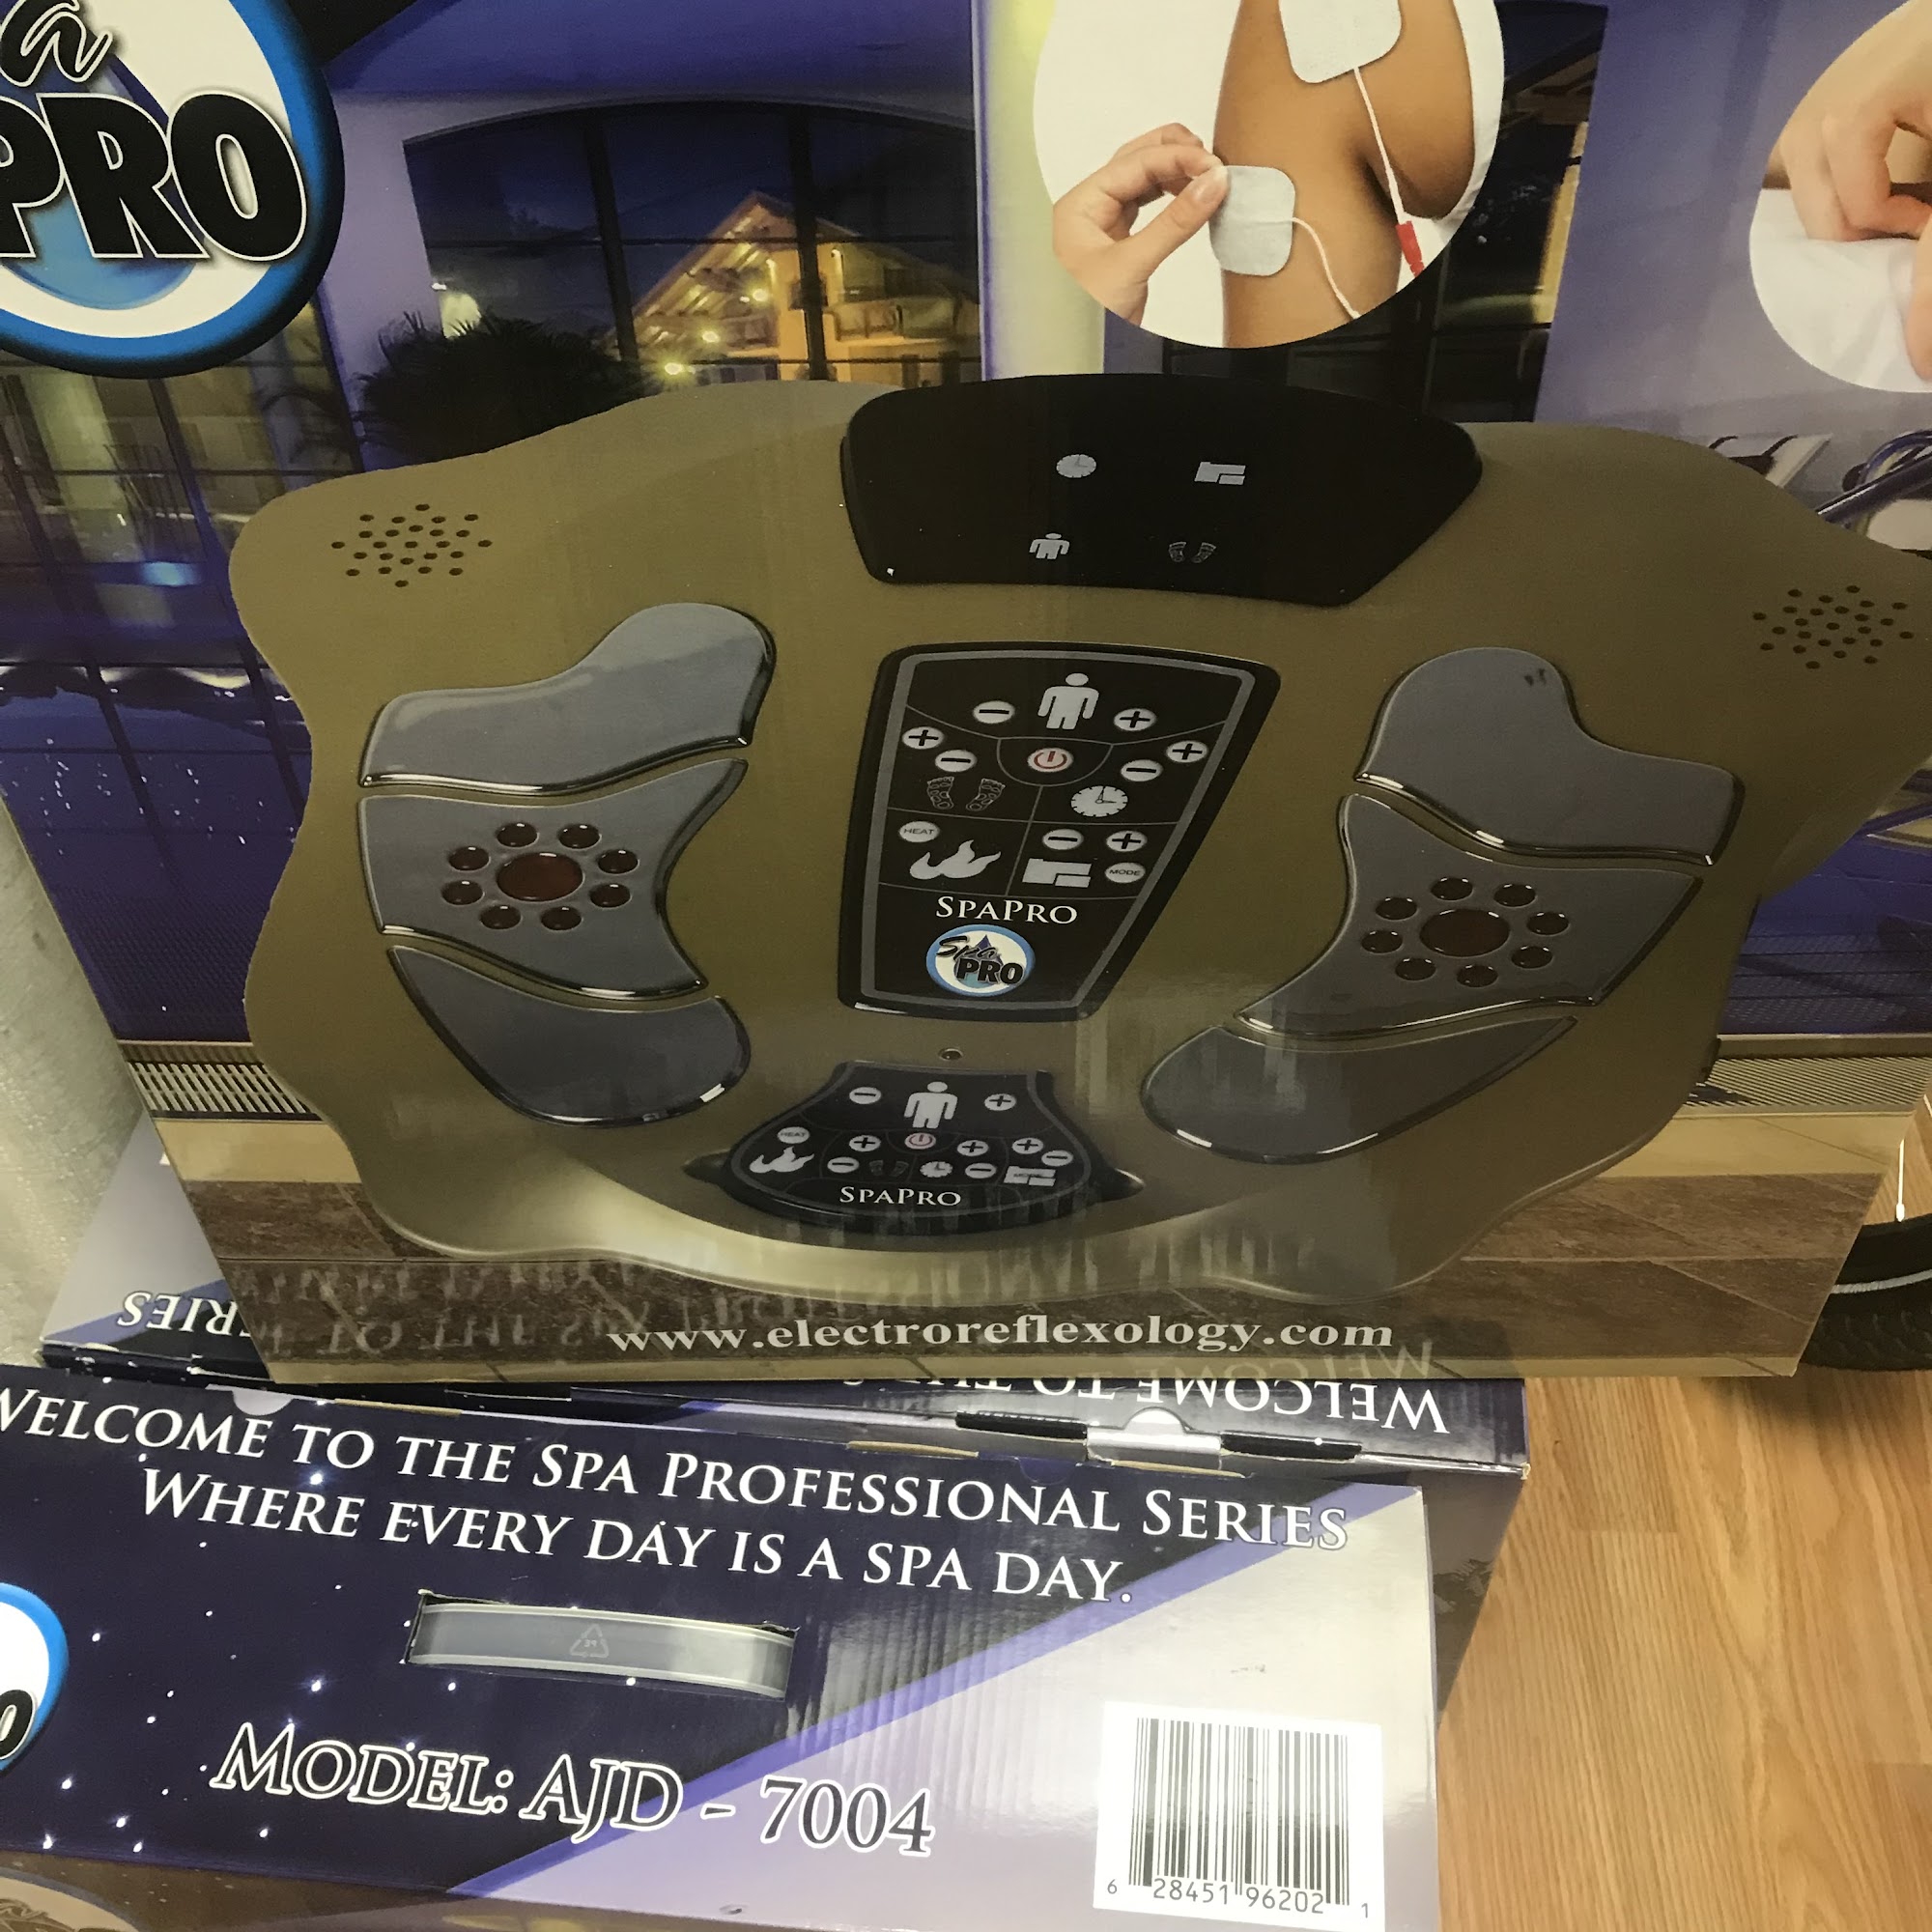 a
PRO
HEAT
MODE
SPAPRO
Spa
PRO
HEAT
SPAPRO
www.electroreflexology.com
SERIES
WELCOME TO THE
WELCOME TO THE SPA PROFESSIONAL SERIES
WHERE EVERY DAY IS A SPA DAY.
MODEL: AJD - 7004
6 28451 96202 1